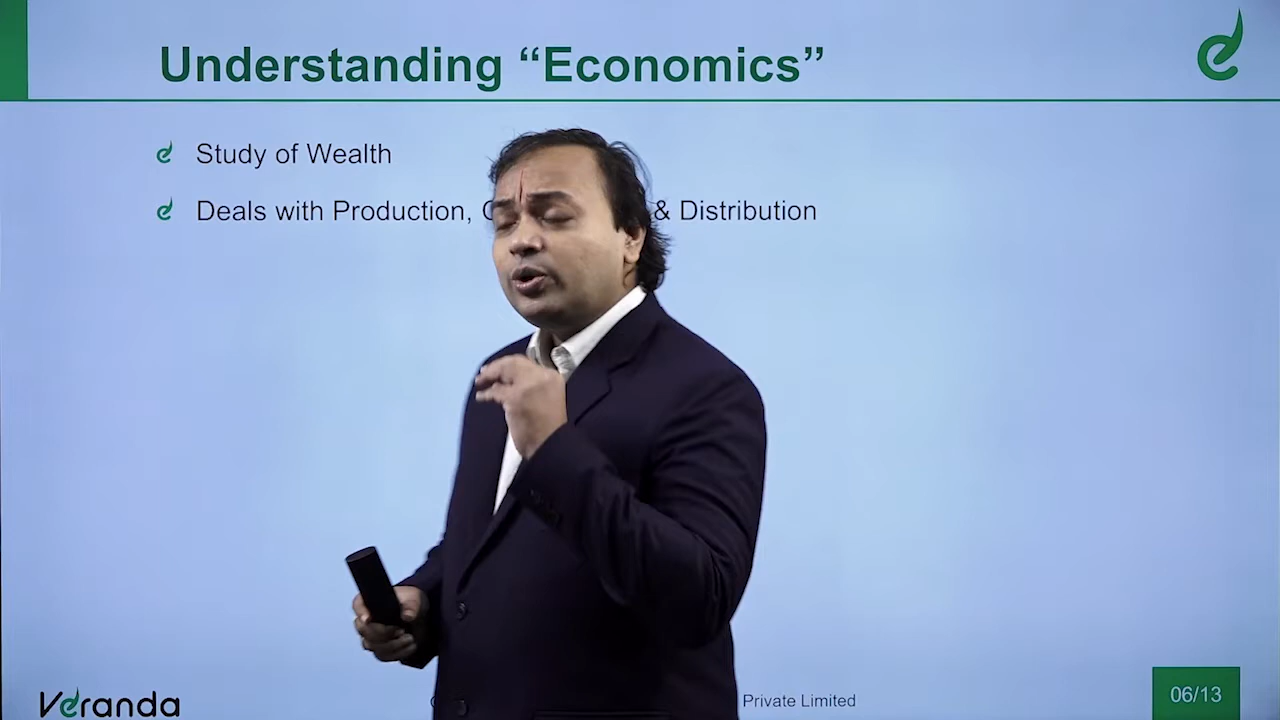 Understanding “Economics”
Study of Wealth
Deals with Production, & Distribution
Veranda
Private Limited
06/13